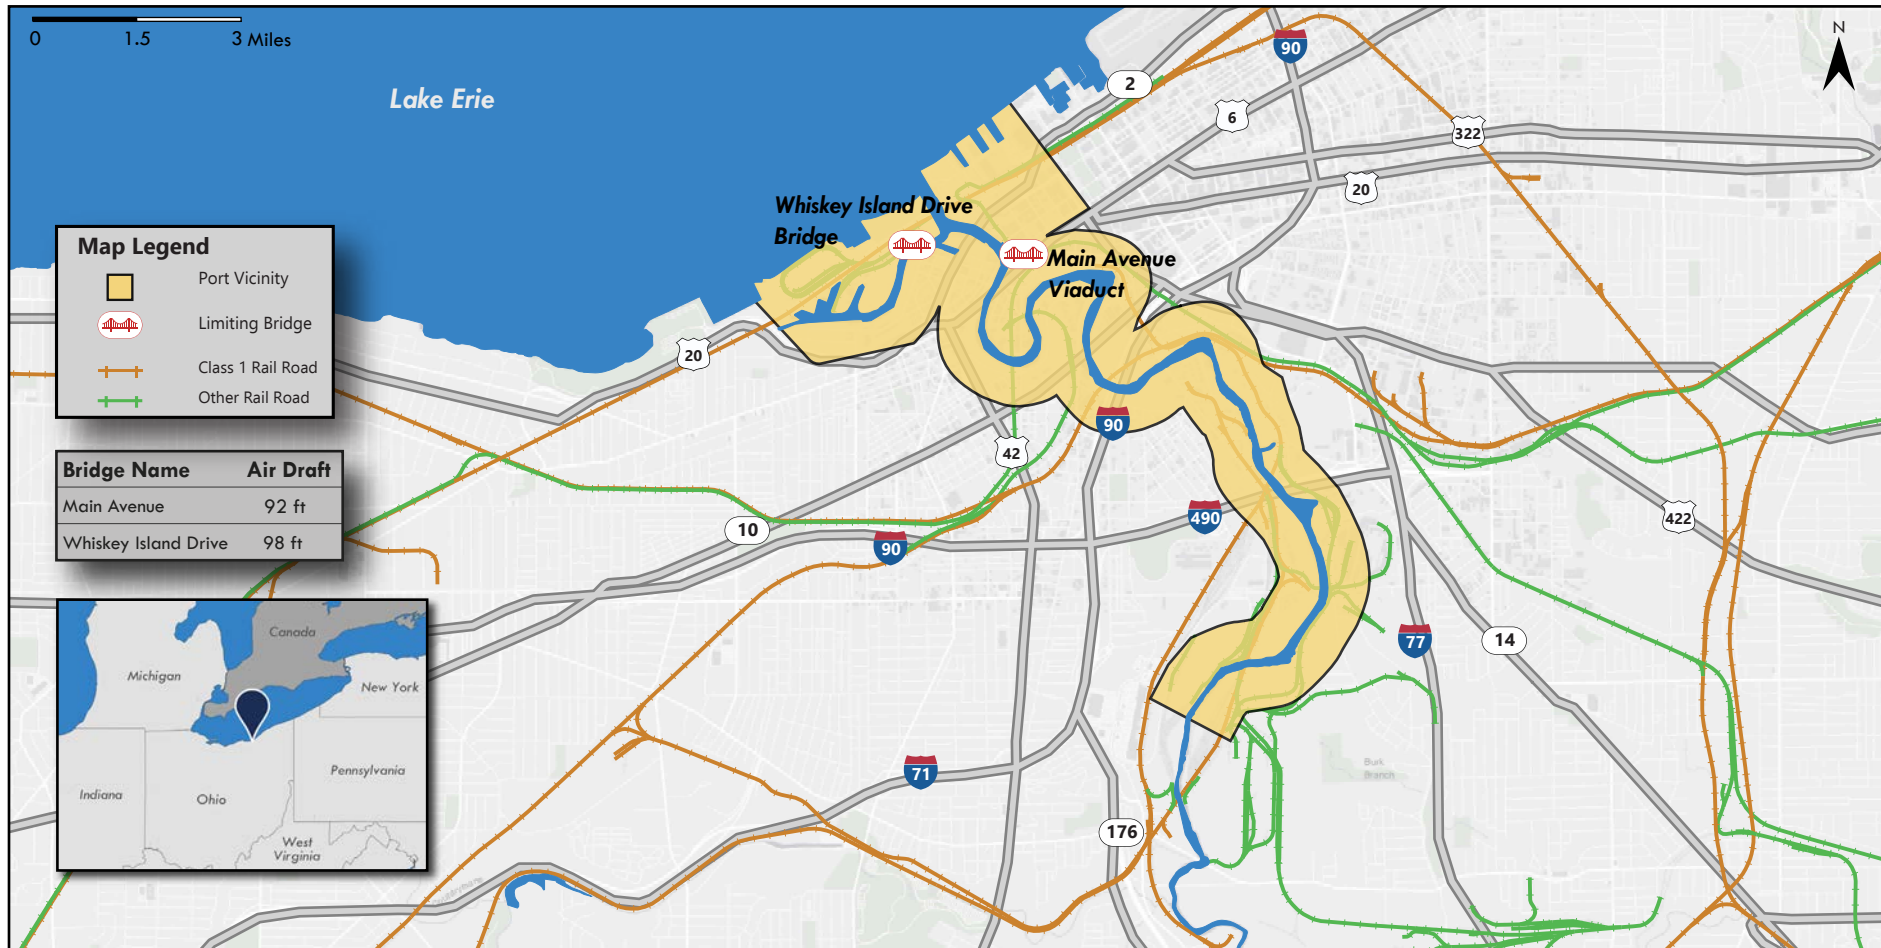 0 1.5 3 Miles
N
Lake Erie
90
2
6
322
20
Whiskey Island Drive
Bridge
Main Avenue
Viaduct
Map Legend
Port Vicinity
Limiting Bridge
Class 1 Rail Road
Other Rail Road
20
90
42
Bridge Name Air Draft
Main Avenue 92 ft
Whiskey Island Drive 98 ft
10
90
490
422
77
14
Canada
Michigan
New York
Pennsylvania
Indiana
Ohio
West
Virginia
71
176
Burk
Branch